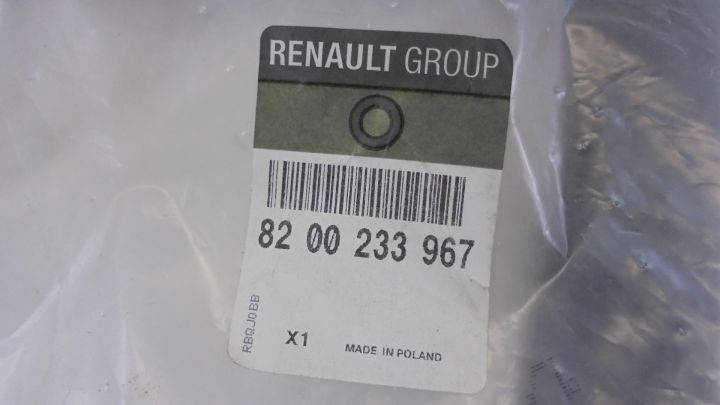 RENAULT GROUP
82 00 233 967
RBQJ0BB
X1
MADE IN POLAND